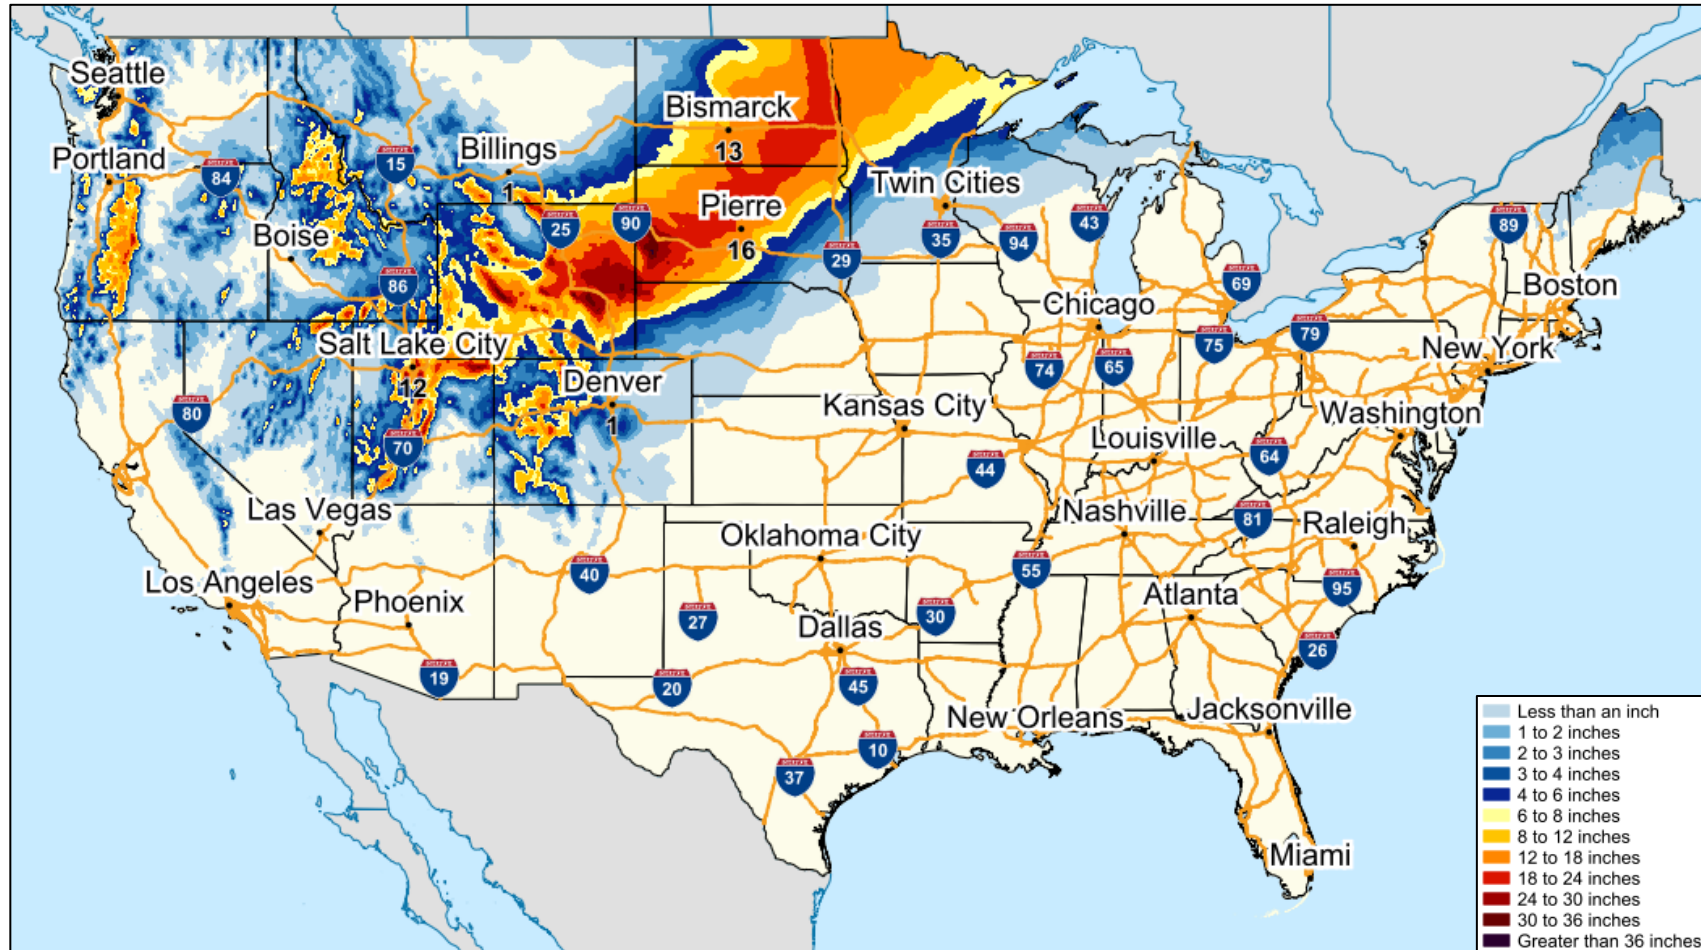 Seattle
Bismarck
13
Portland
84
15
Billings
1
Twin Cities
Pierre
16
25
90
Boise
86
29
35
94
43
89
69
Boston
Chicago
Salt Lake City
12
79
75
New York
74
65
Denver
1
80
70
Kansas City
Washington
Louisville
64
44
Las Vegas
Nashville
81
Raleigh
Oklahoma City
Los Angeles
40
55
95
Phoenix
Atlanta
27
30
Dallas
26
19
20
45
New Orleans
Jacksonville
10
37
Miami
Less than an inch
1 to 2 inches
2 to 3 inches
3 to 4 inches
4 to 6 inches
6 to 8 inches
8 to 12 inches
12 to 18 inches
18 to 24 inches
24 to 30 inches
30 to 36 inches
Greater than 36 inches